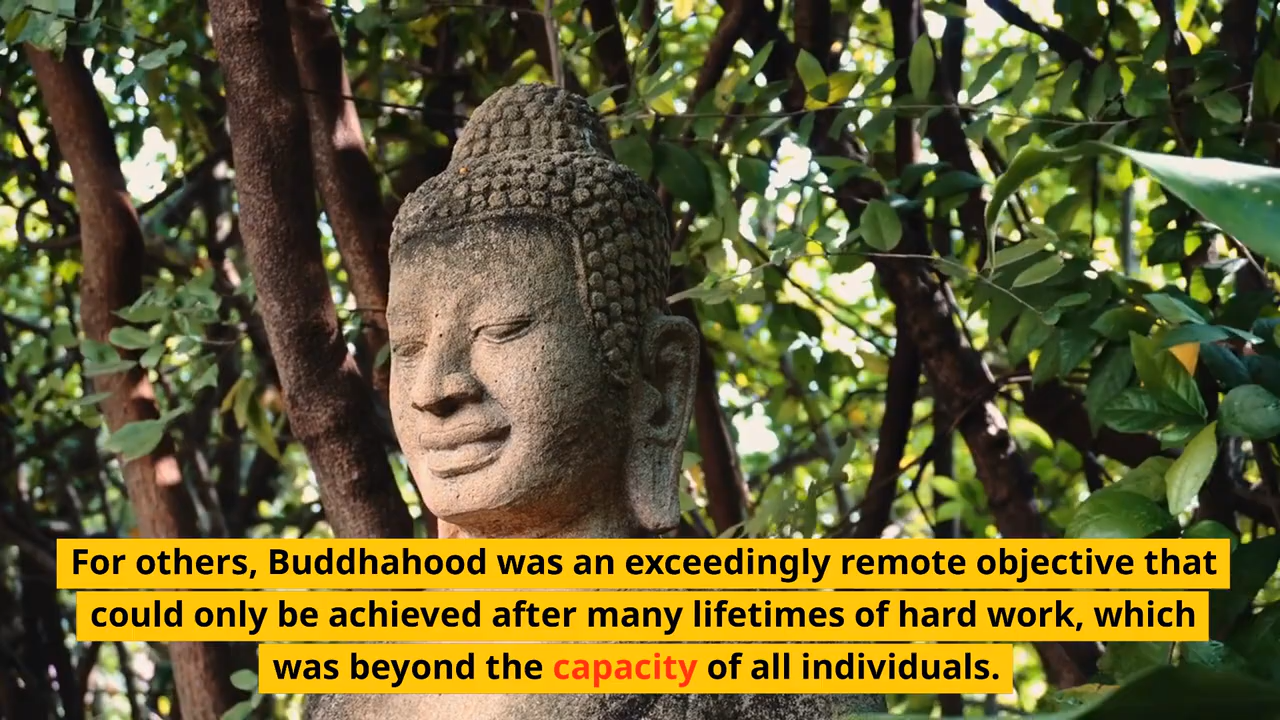 For others, Buddhahood was an exceedingly remote objective that
could only be achieved after many lifetimes of hard work, which
was beyond the capacity of all individuals.